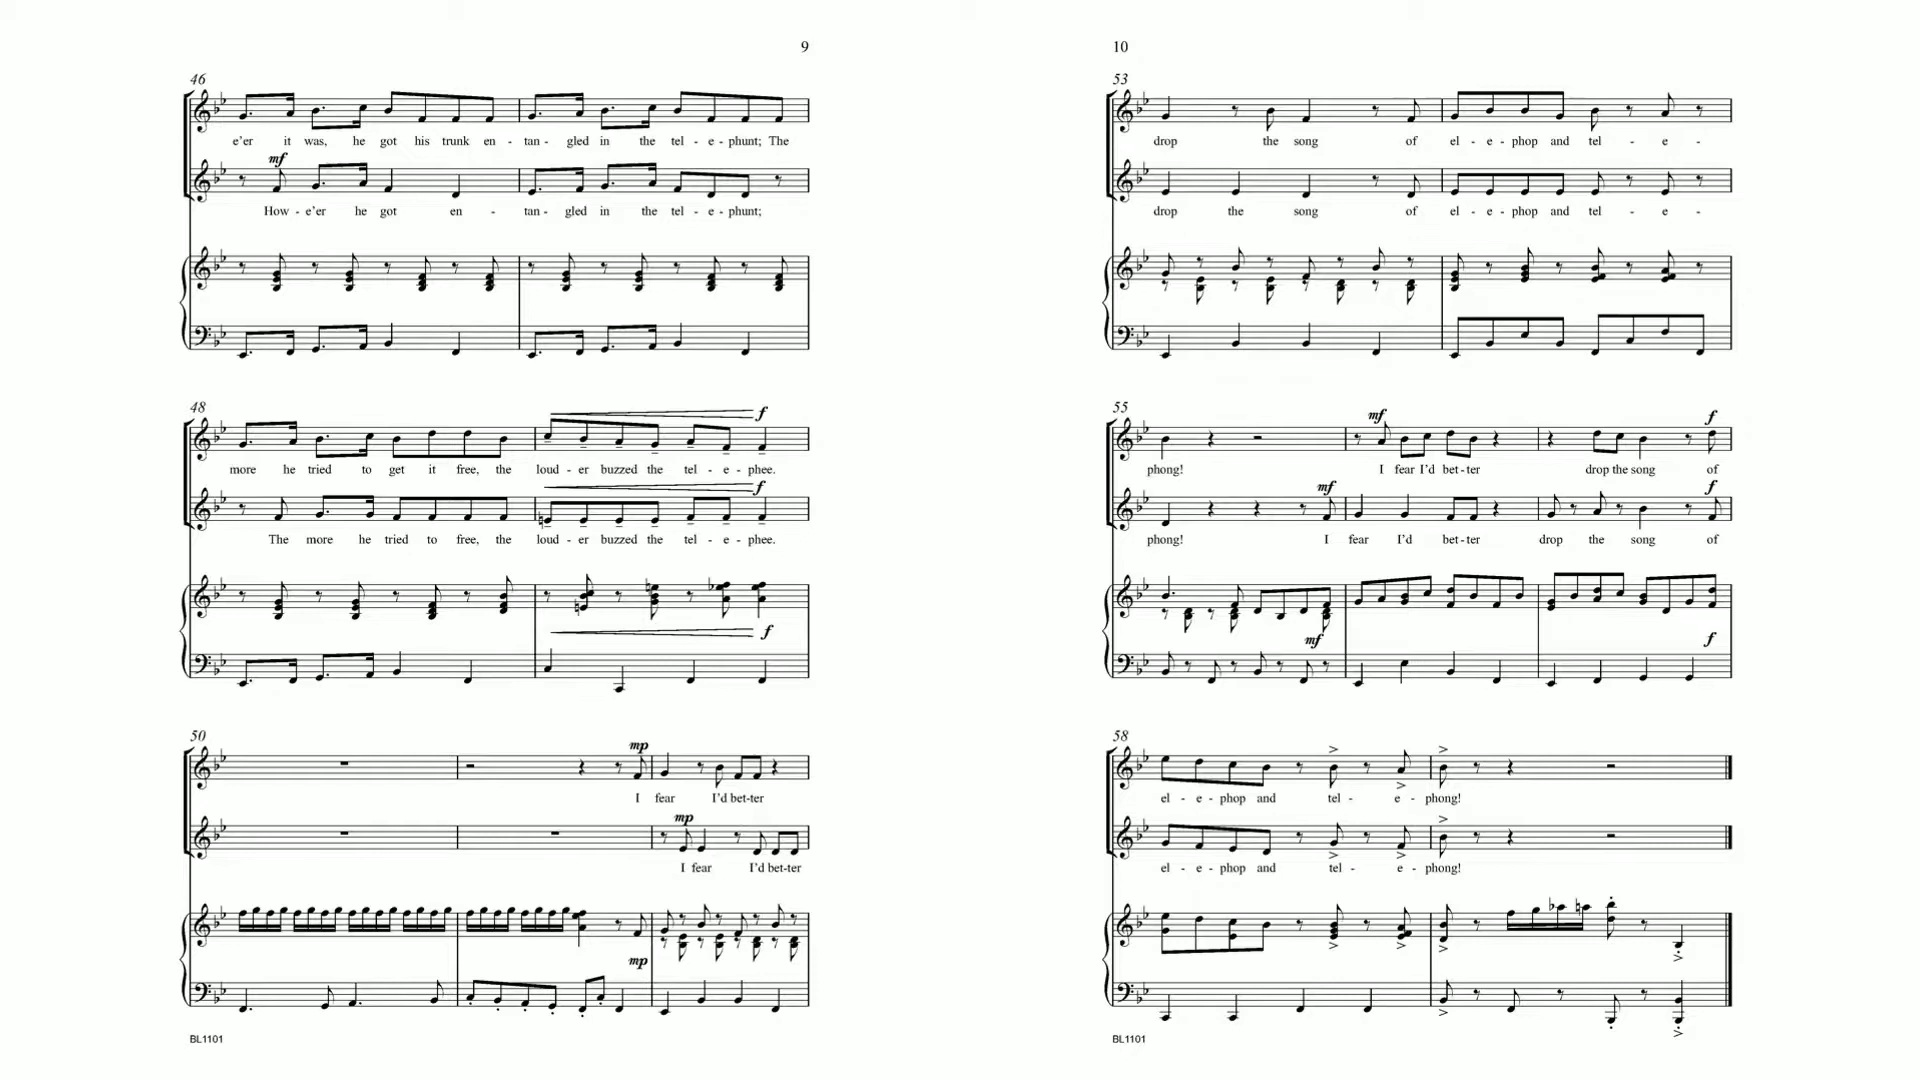 9
46
e'er it was, he got his trunk en - tan - gled in the tel - e - phunt; The
mf
How - e'er he got en - tan - gled in the tel - e - phunt;
48
f
more he tried to get it free, the loud - er buzzed the tel - e - phee.
f
The more he tried to free, the loud - er buzzed the tel - e - phee.
f
50
mp
I fear I'd bet-ter
mp
I fear I'd bet-ter
mp
BL1101
10
53
drop the song of el - e - phop and tel - e -
drop the song of el - e - phop and tel - e -
55
mf f
phong! I fear I'd bet-ter drop the song of
mf f
phong! I fear I'd bet-ter drop the song of
mf f
58
el - e - phop and tel - e - phong!
el - e - phop and tel - e - phong!
BL1101